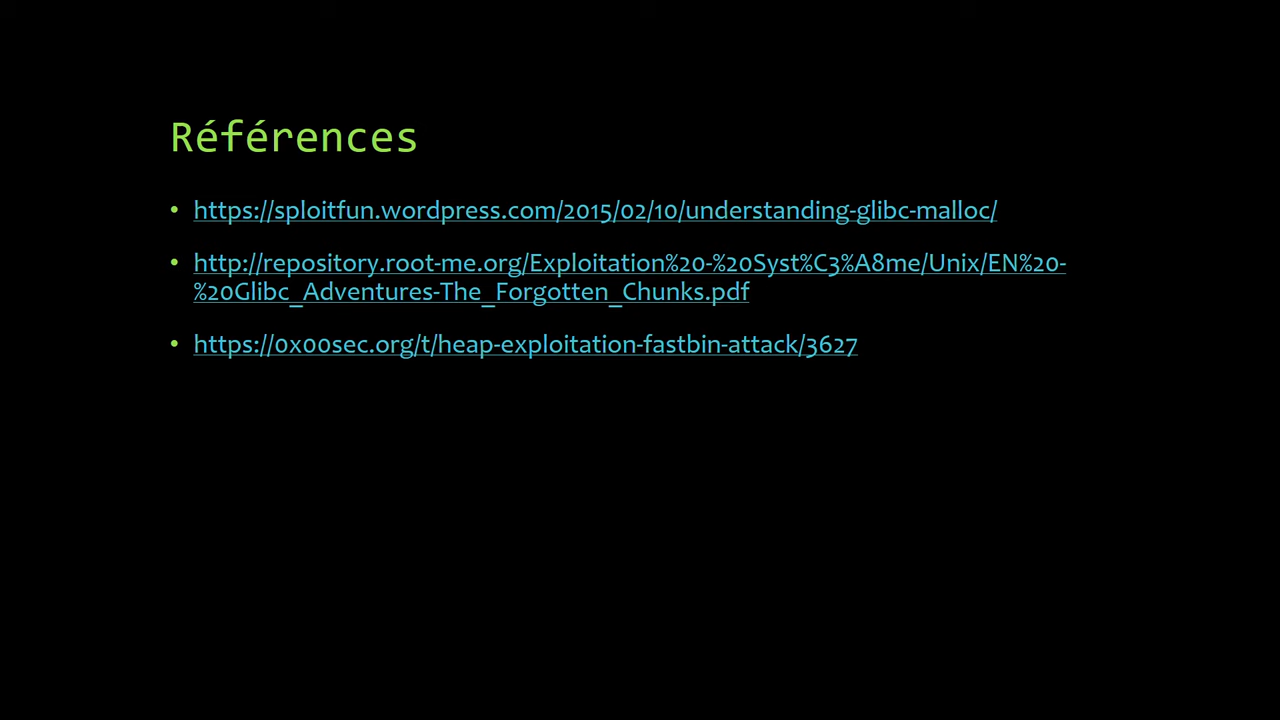 Références
• https://sploitfun.wordpress.com/2015/02/10/understanding-glibc-malloc/
• http://repository.root-me.org/Exploitation%20-%20Syst%C3%A8me/Unix/EN%20-
%20Glibc_Adventures-The_Forgotten_Chunks.pdf
• https://0x00sec.org/t/heap-exploitation-fastbin-attack/3627